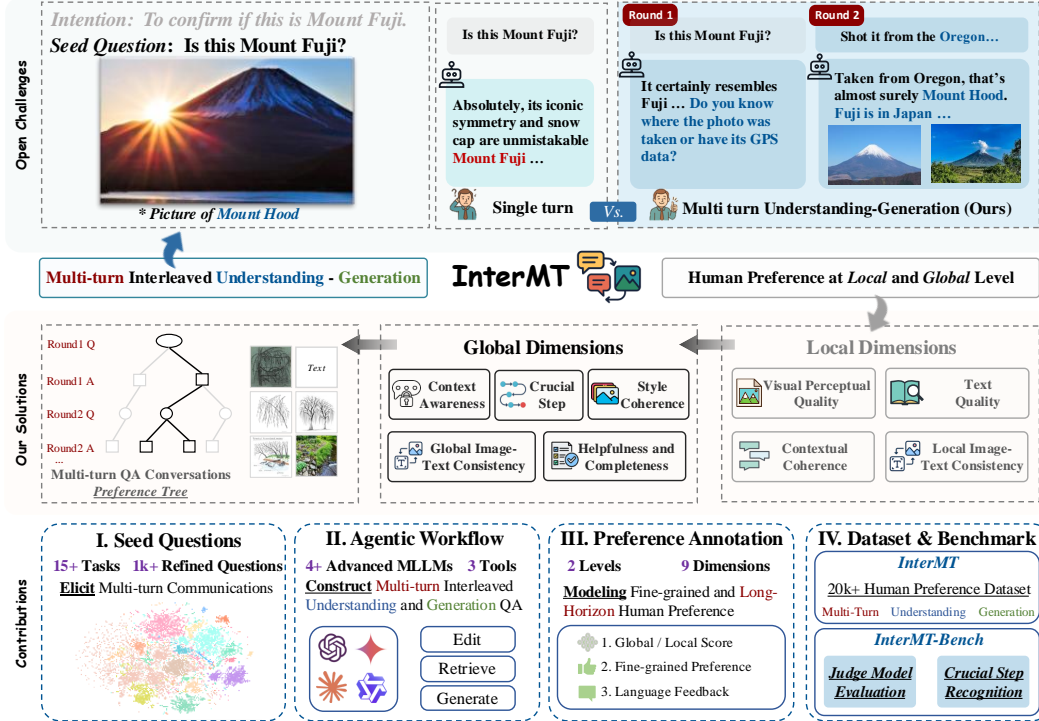 Open Challenges
Intention: To confirm if this is Mount Fuji.
Seed Question: Is this Mount Fuji?
* Picture of Mount Hood
Is this Mount Fuji?
Absolutely, its iconic
symmetry and snow
cap are unmistakable
Mount Fuji ...
Single turn
Vs.
Round 1
Is this Mount Fuji?
It certainly resembles
Fuji ... Do you know
where the photo was
taken or have its GPS
data?
Round 2
Shot it from the Oregon...
Taken from Oregon, that's
almost surely Mount Hood.
Fuji is in Japan ...
Multi turn Understanding-Generation (Ours)
Multi-turn Interleaved Understanding - Generation
InterMT
Human Preference at Local and Global Level
Our Solutions
Round1 Q
Round1 A
Round2 Q
Round2 A
...
Text
Multi-turn QA Conversations
Preference Tree
Global Dimensions
Context
Awareness
Crucial
Step
Style
Coherence
Global Image-
Text Consistency
Helpfulness and
Completeness
Local Dimensions
Visual Perceptual
Quality
Text
Quality
Contextual
Coherence
Local Image-
Text Consistency
Contributions
I. Seed Questions
15+ Tasks 1k+ Refined Questions
Elicit Multi-turn Communications
II. Agentic Workflow
4+ Advanced MLLMs 3 Tools
Construct Multi-turn Interleaved
Understanding and Generation QA
Edit
Retrieve
Generate
III. Preference Annotation
2 Levels 9 Dimensions
Modeling Fine-grained and Long-
Horizon Human Preference
1. Global / Local Score
2. Fine-grained Preference
3. Language Feedback
IV. Dataset & Benchmark
InterMT
20k+ Human Preference Dataset
Multi-Turn Understanding Generation
InterMT-Bench
Judge Model
Evaluation
Crucial Step
Recognition